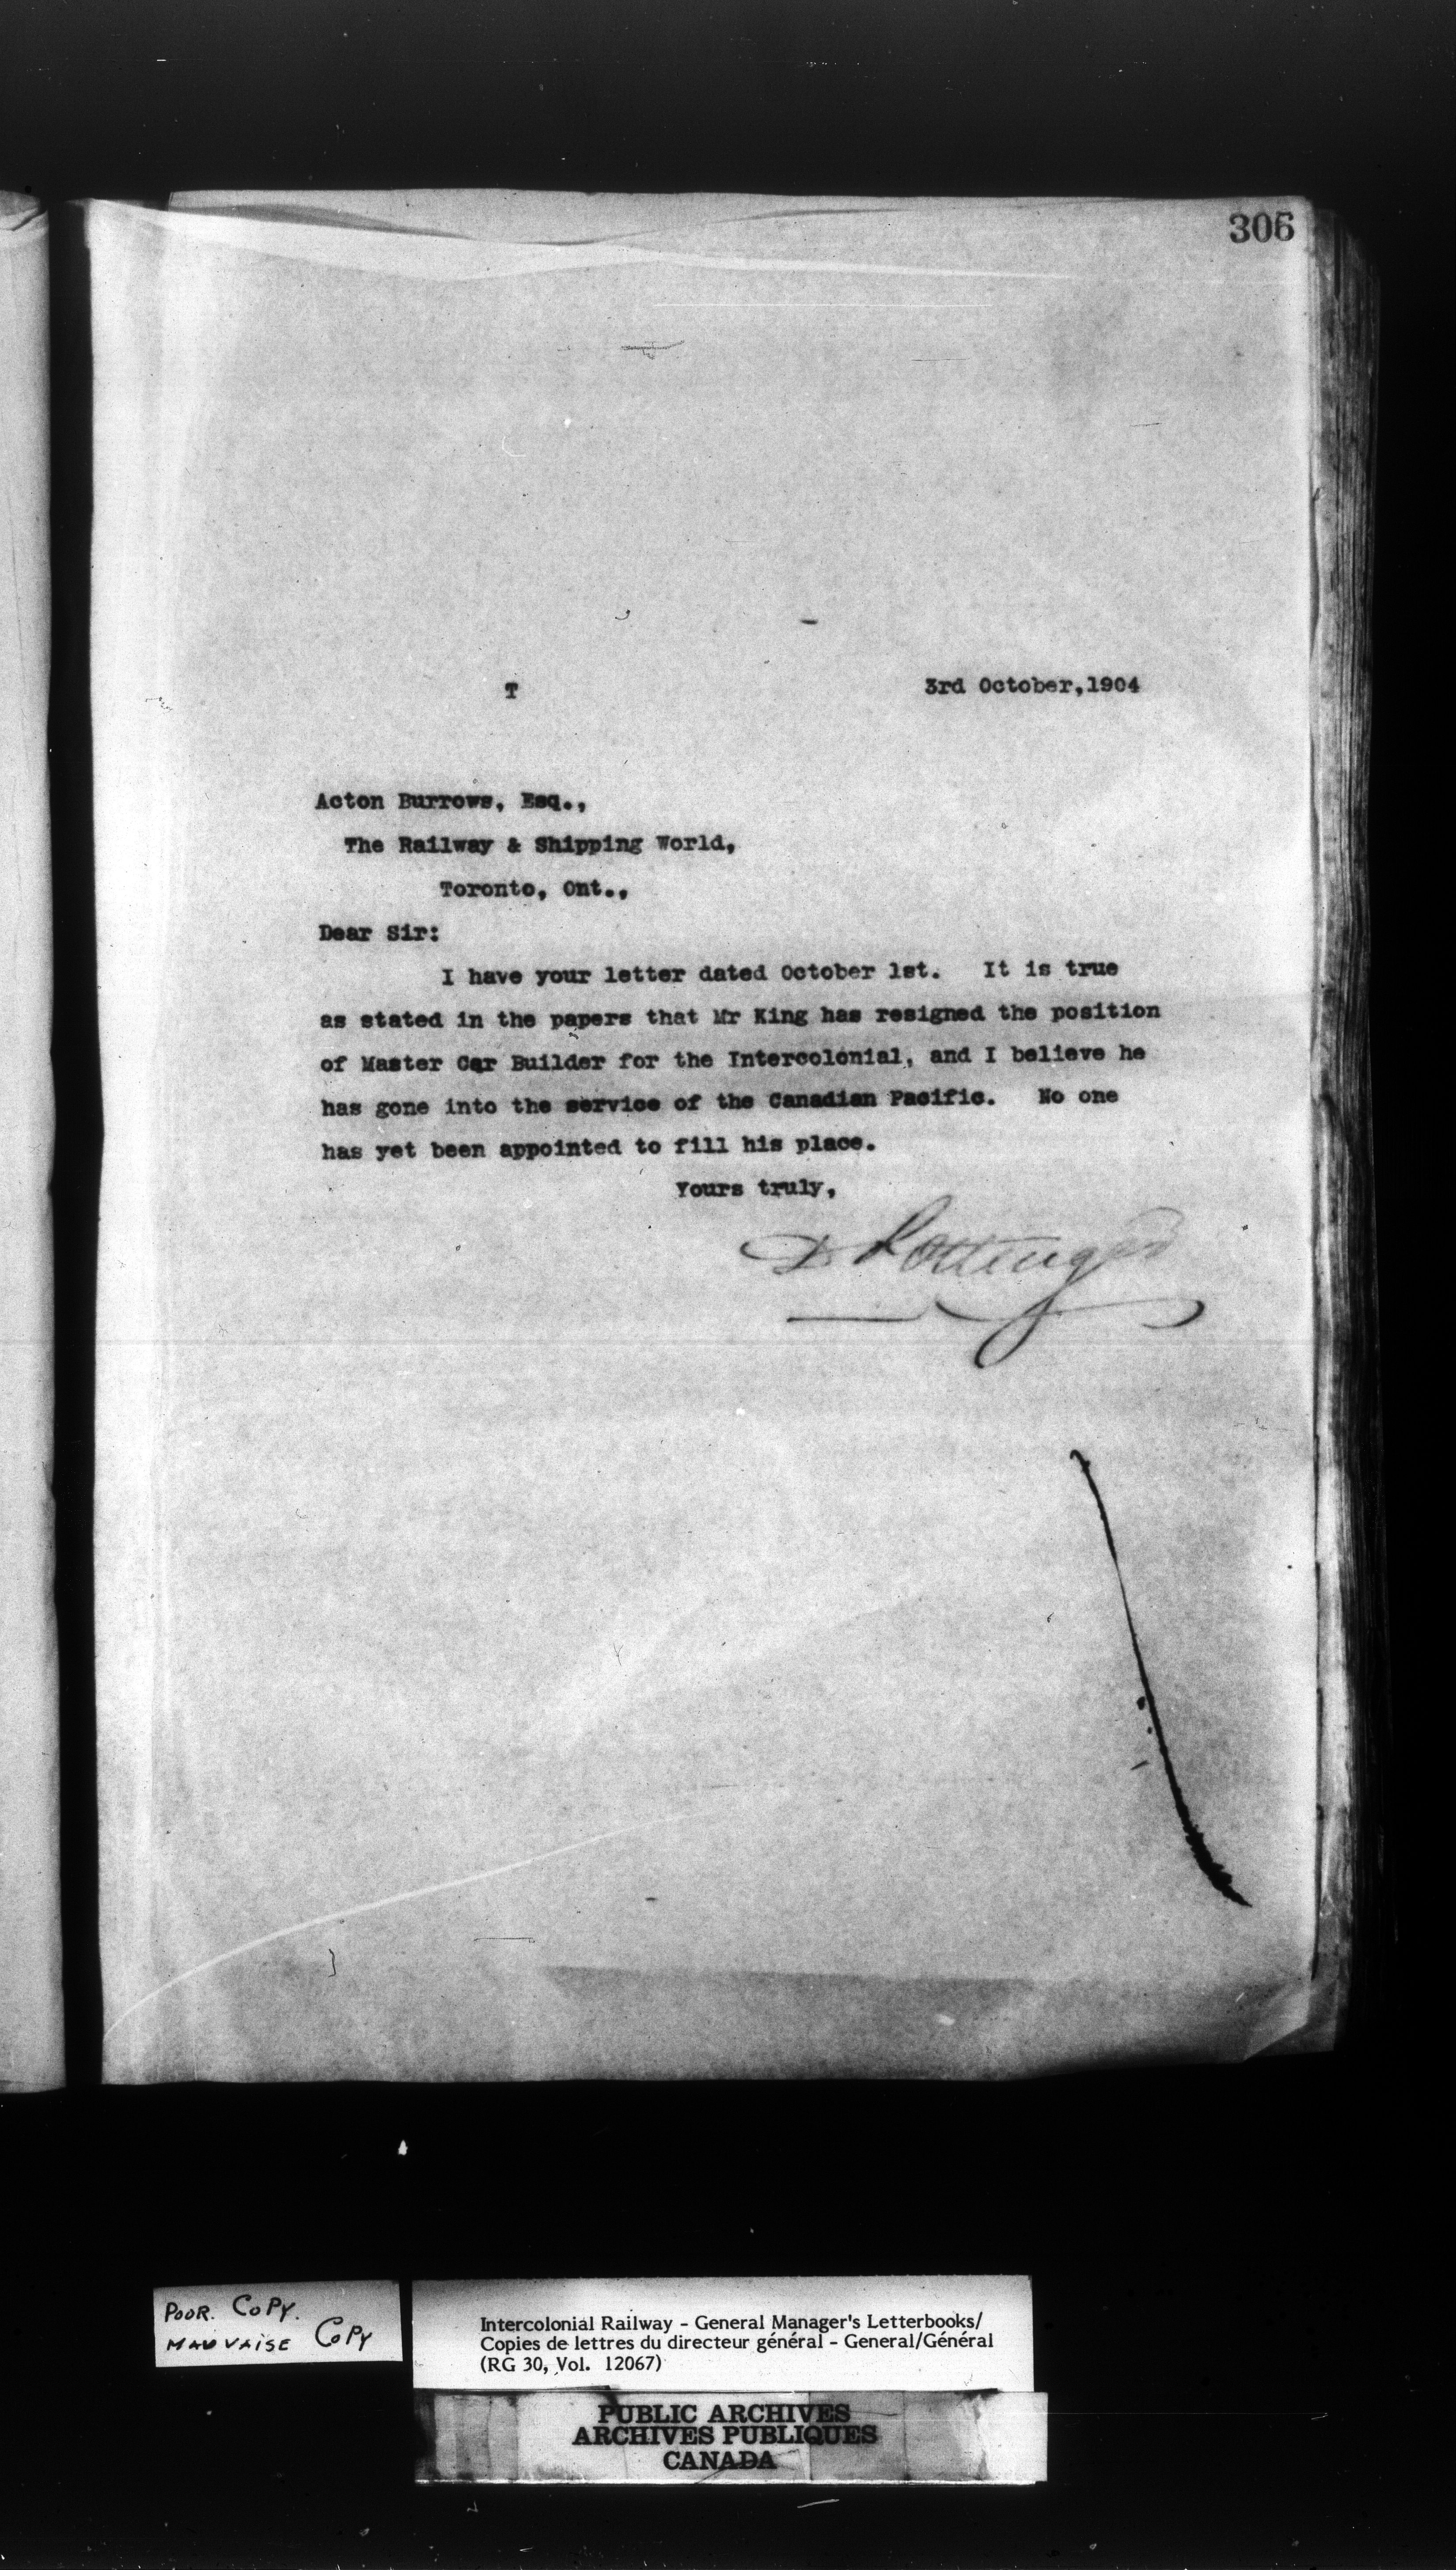 306
T 3rd October,1904
Acton Burrows, Esq.,
The Railway & Shipping World,
Toronto, Ont.,
Dear Sir:
I have your letter dated October 1st. It is true
as stated in the papers that Mr King has resigned the position
of Master Car Builder for the Intercolonial, and I believe he
has gone into the service of the Canadian Pacific. No one
has yet been appointed to fill his place.
Yours truly,
D Pottinger
POOR. COPY.
MAUVAISE COPY
Intercolonial Railway - General Manager's Letterbooks/
Copies de lettres du directeur général - General/Général
(RG 30, Vol. 12067)
PUBLIC ARCHIVES
ARCHIVES PUBLIQUES
CANADA